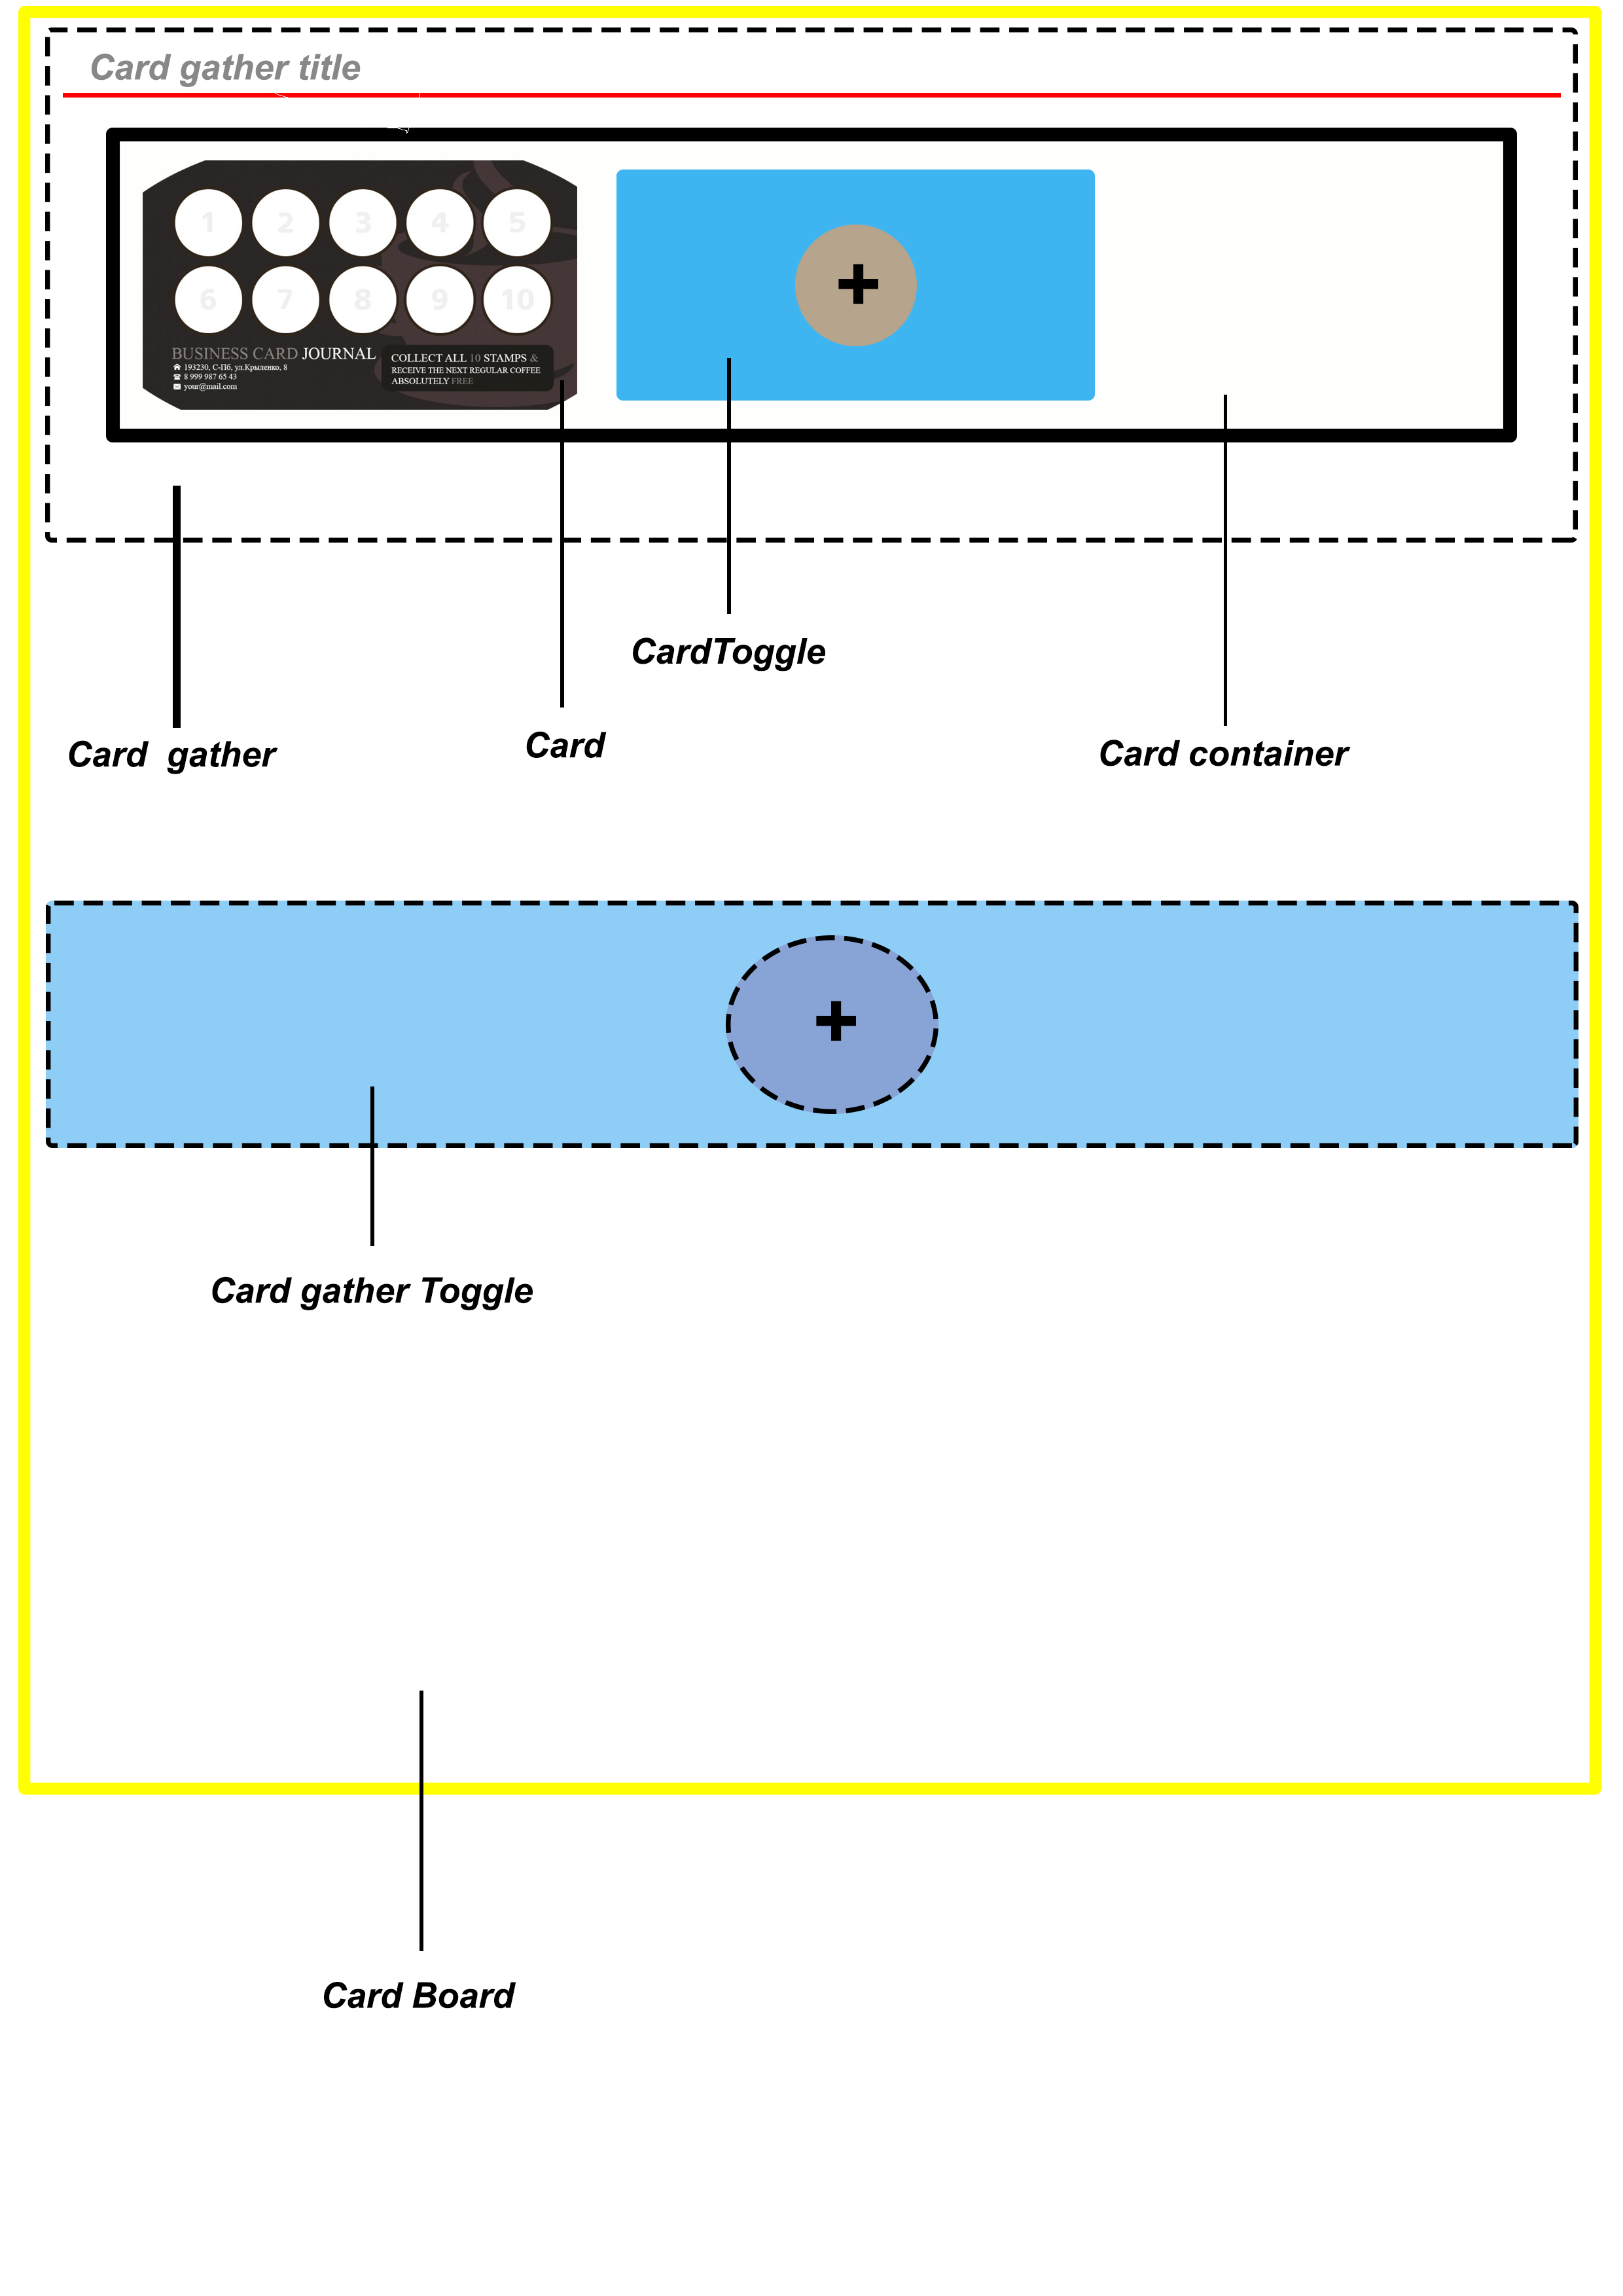 Card gather title
1 2 3 4 5
6 7 8 9 10
BUSINESS CARD JOURNAL
193230, С-Пб, ул.Крыленко, 8
8 999 987 65 43
your@mail.com
COLLECT ALL 10 STAMPS &
RECEIVE THE NEXT REGULAR COFFEE
ABSOLUTELY FREE
+
CardToggle
Card gather
Card
Card container
+
Card gather Toggle
Card Board